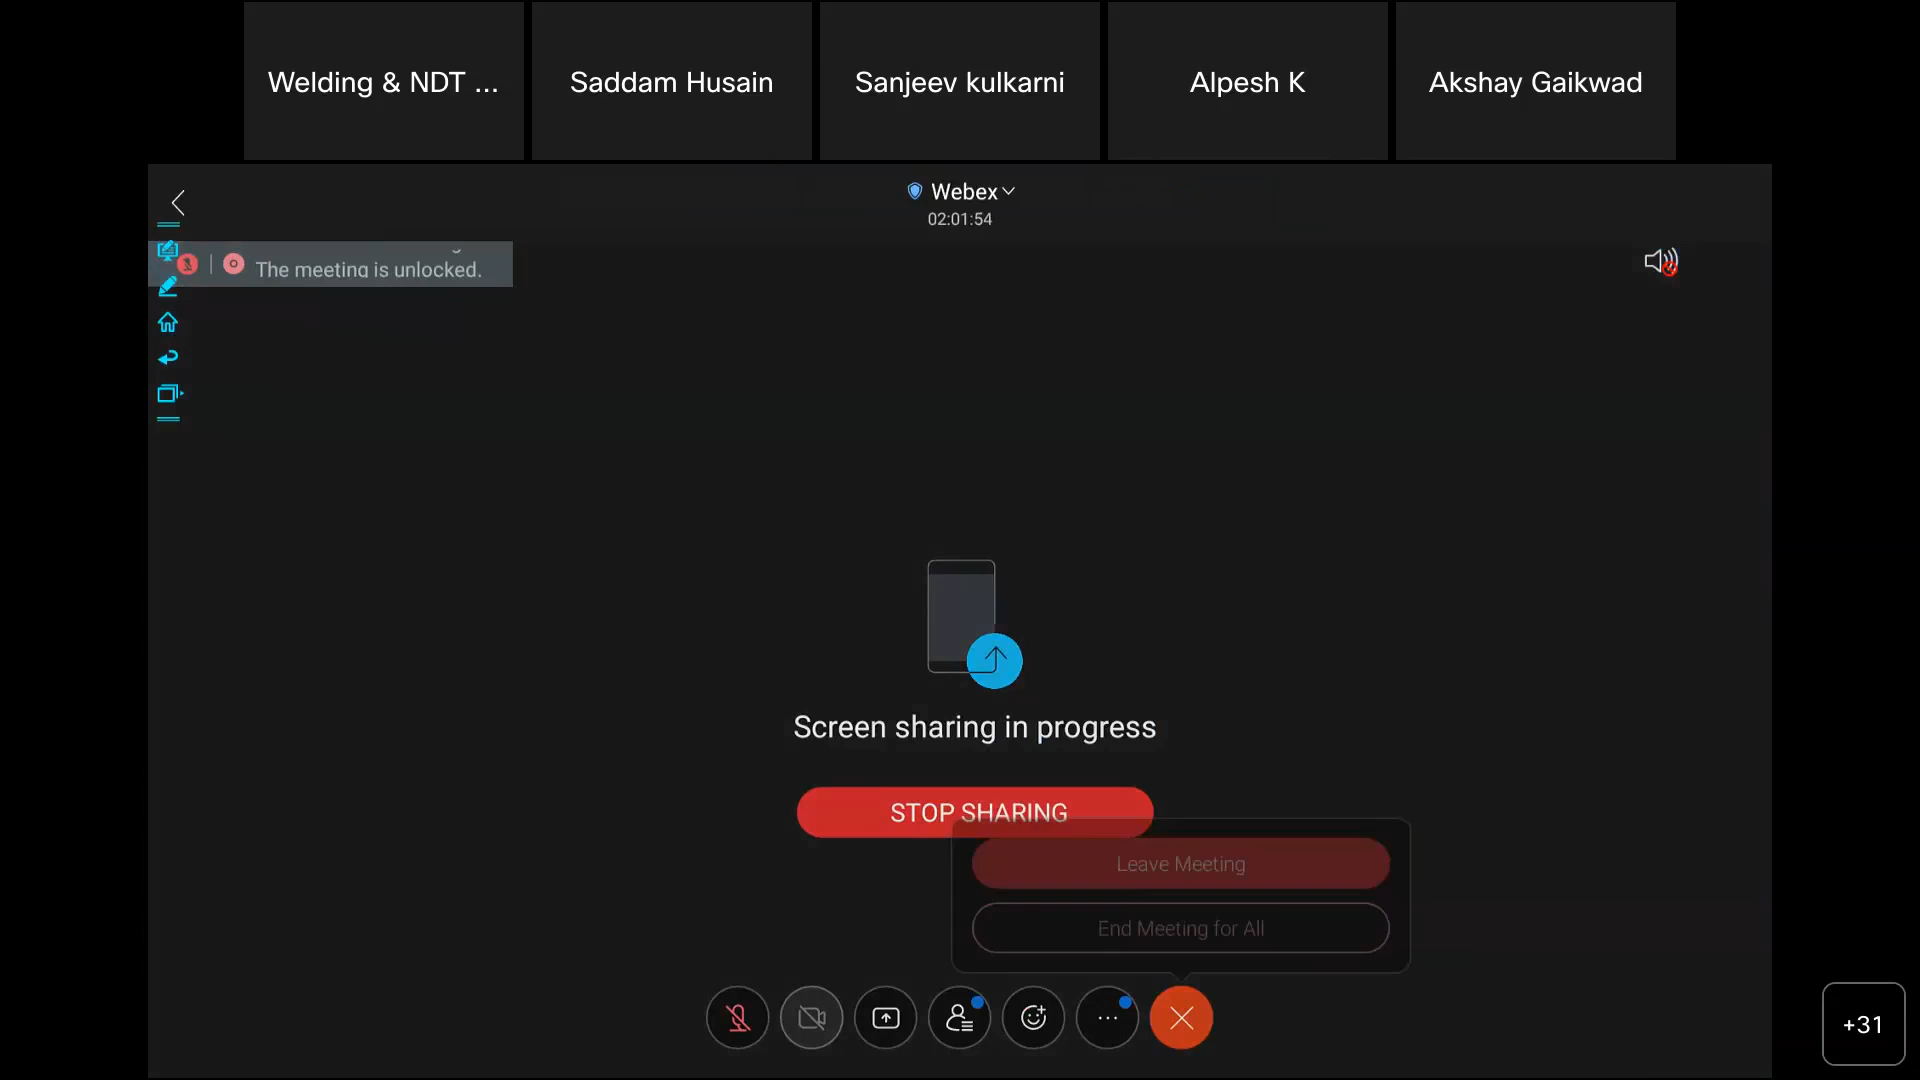 Welding & NDT ...
Saddam Husain
Sanjeev kulkarni
Alpesh K
Akshay Gaikwad
Webex
02:01:54
The meeting is unlocked.
Screen sharing in progress
STOP SHARING
Leave Meeting
End Meeting for All
+31